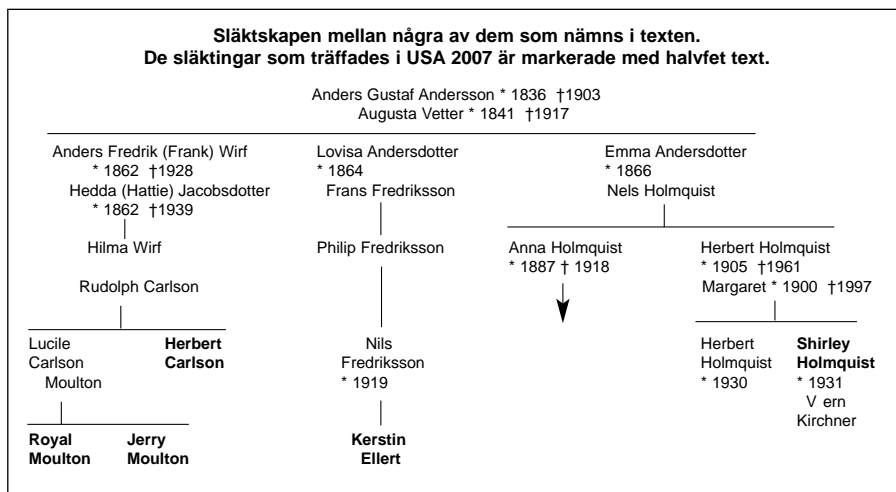 Släktskapen mellan några av dem som nämns i texten.
De släktingar som träffades i USA 2007 är markerade med halvfet text.
Anders Gustaf Andersson * 1836 †1903
Augusta Vetter * 1841 †1917
Anders Fredrik (Frank) Wirf
* 1862 †1928
Hedda (Hattie) Jacobsdotter
* 1862 †1939
Hilma Wirf
Rudolph Carlson
Lucile
Carlson
Moulton
Herbert
Carlson
Royal
Moulton
Jerry
Moulton
Lovisa Andersdotter
* 1864
Frans Fredriksson
Philip Fredriksson
Nils
Fredriksson
* 1919
Kerstin
Ellert
Emma Andersdotter
* 1866
Nels Holmquist
Anna Holmquist
* 1887 † 1918
Herbert Holmquist
* 1905 †1961
Margaret * 1900 †1997
Herbert
Holmquist
* 1930
Shirley
Holmquist
* 1931
V ern
Kirchner